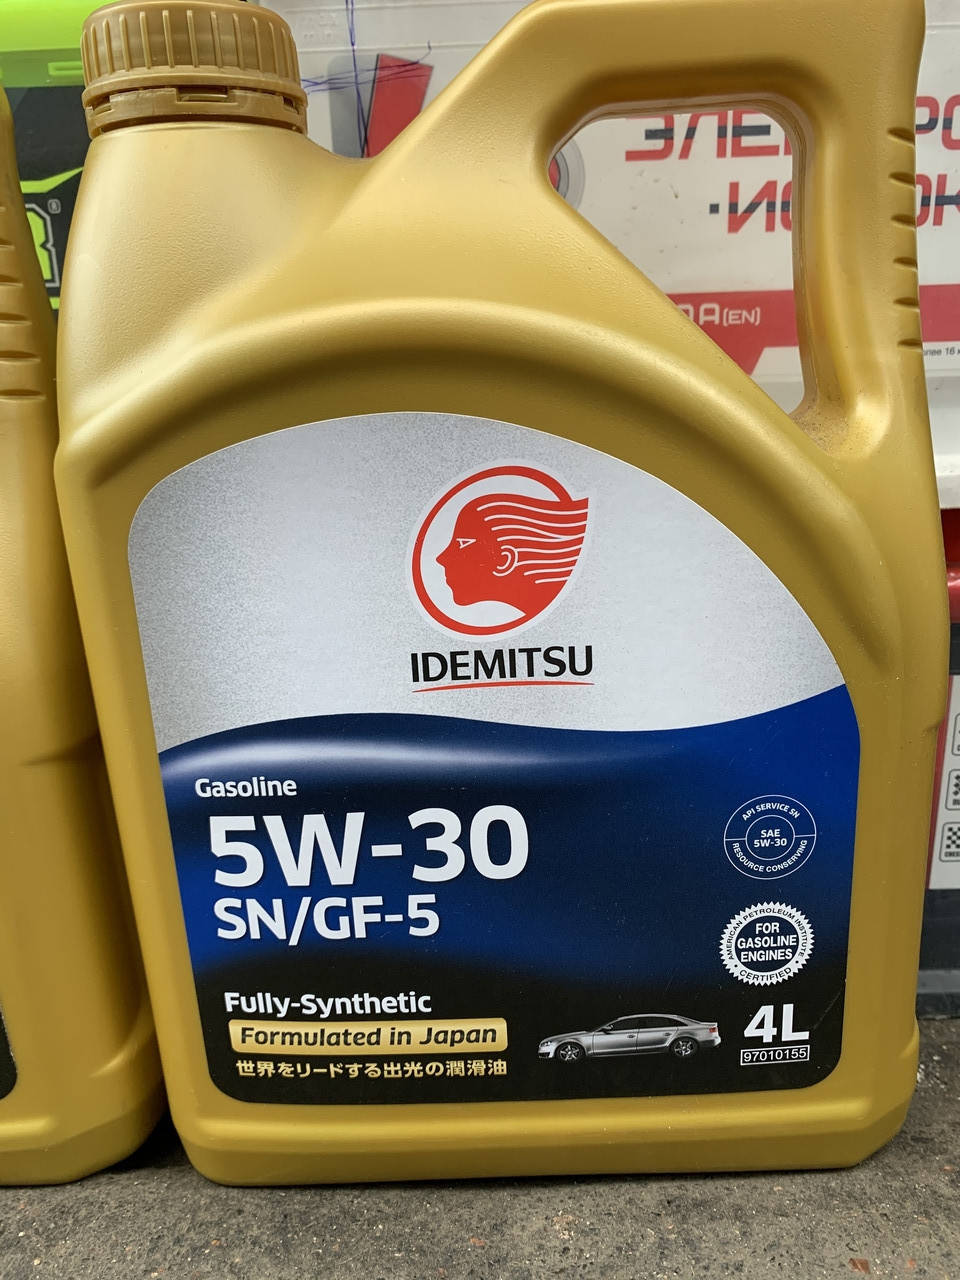 IDEMITSU
Gasoline
5W-30
SN/GF-5
API SERVICE SN
SAE
5W-30
RESOURCE CONSERVING
AMERICAN PETROLEUM INSTITUTE
FOR
GASOLINE
ENGINES
CERTIFIED
Fully-Synthetic
Formulated in Japan
世界をリードする出光の潤滑油
4L
97010155
A(EN)